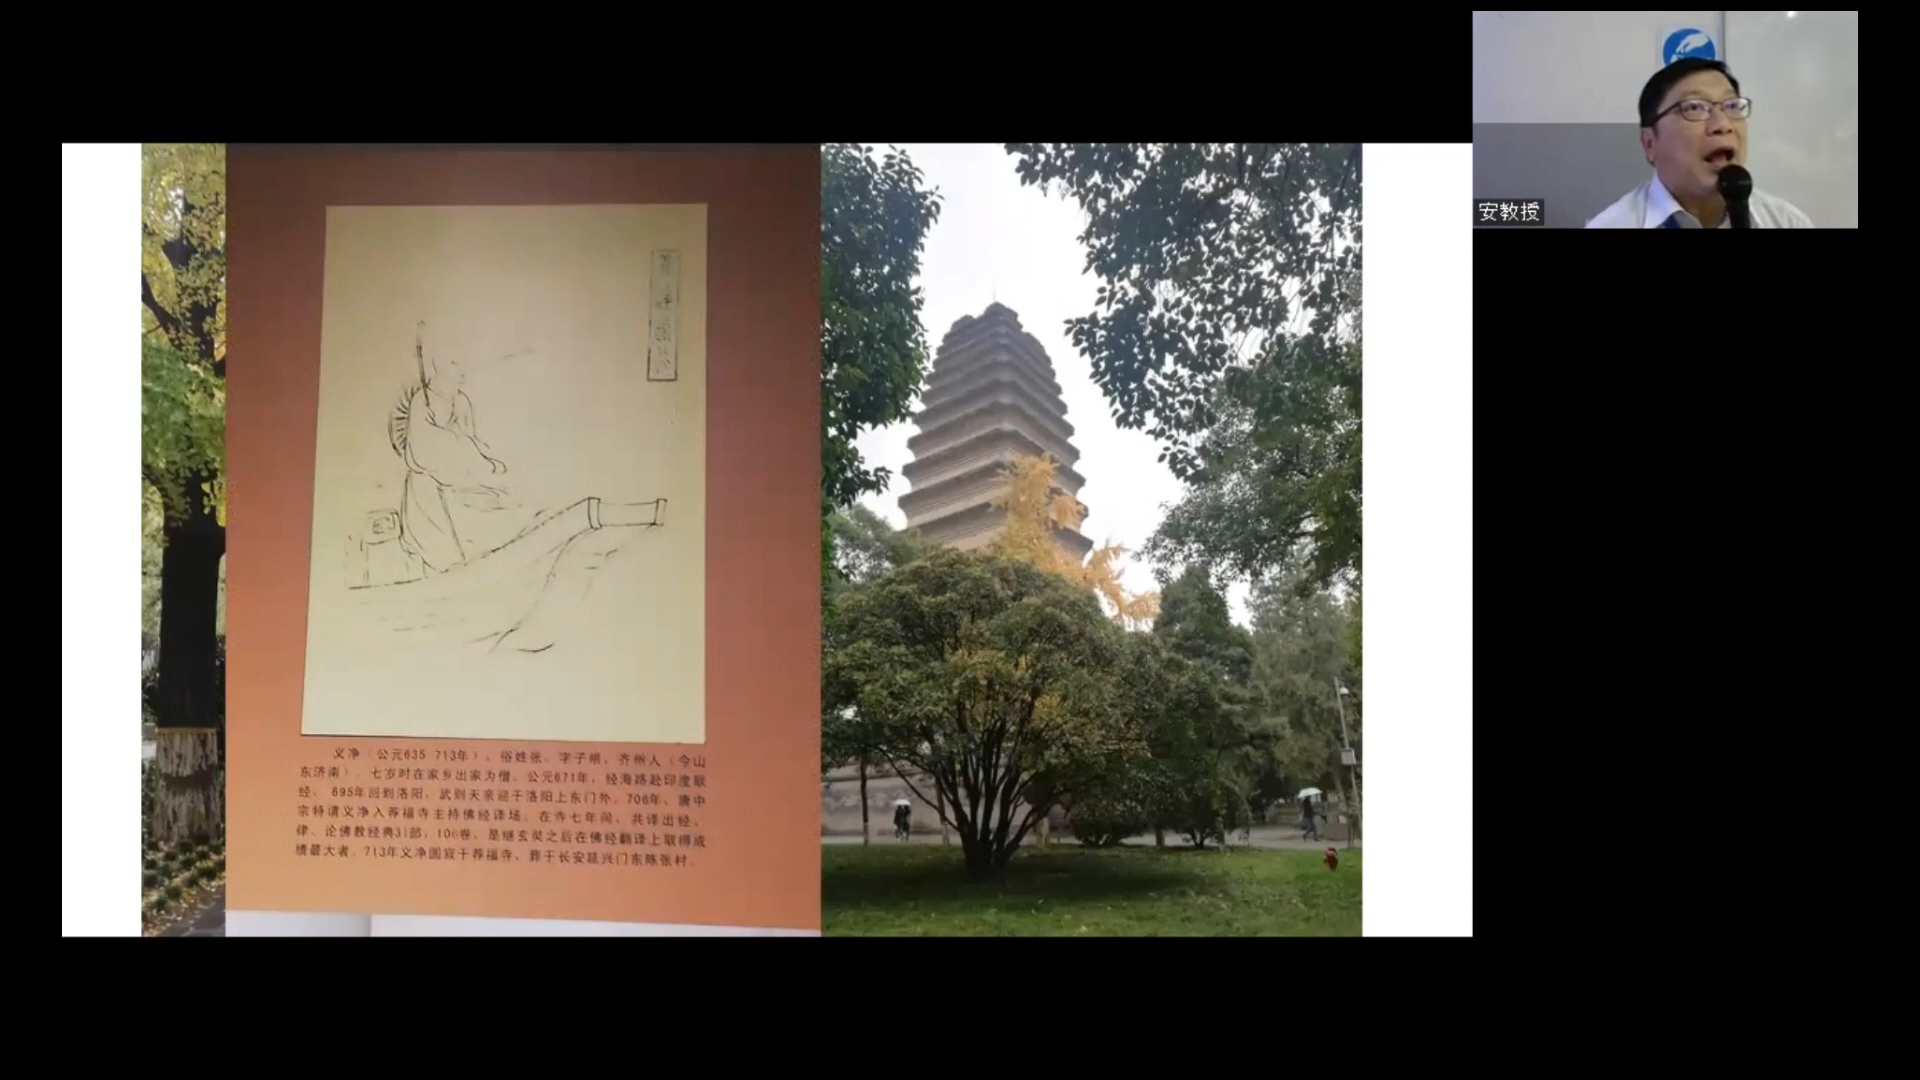 安教授
义净（公元635 713年），俗姓张，字子明，齐州人（今山
东济南）。七岁时在家乡出家为僧。公元671年，经海路赴印度取
经。695年回到洛阳，武则天亲迎于洛阳上东门外。706年，唐中
宗特请义净入荐福寺主持佛经译场。在寺七年间，共译出经、
律、论佛教经典31部，106卷。是继玄奘之后在佛经翻译上取得成
绩最大者。713年义净圆寂于荐福寺，葬于长安延兴门东陈张村。